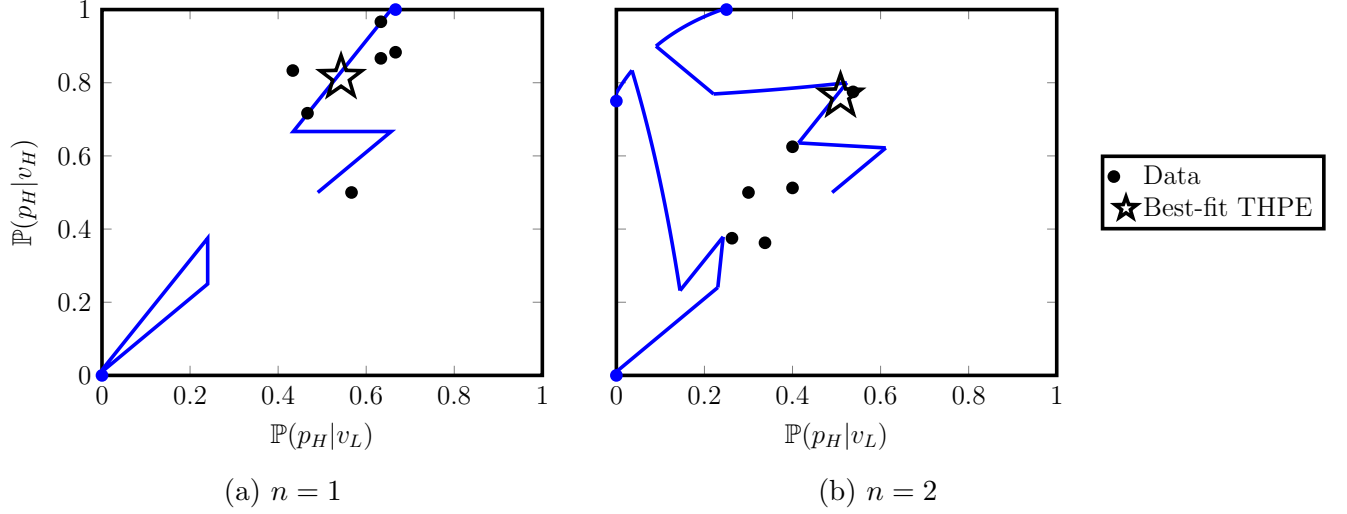 1
0.8
0.6
0.4
0.2
0
0 0.2 0.4 0.6 0.8 1
ℙ(p_H|v_H)
ℙ(p_H|v_L)
(a) n = 1
0 0.2 0.4 0.6 0.8 1
ℙ(p_H|v_L)
(b) n = 2
Data
Best-fit THPE